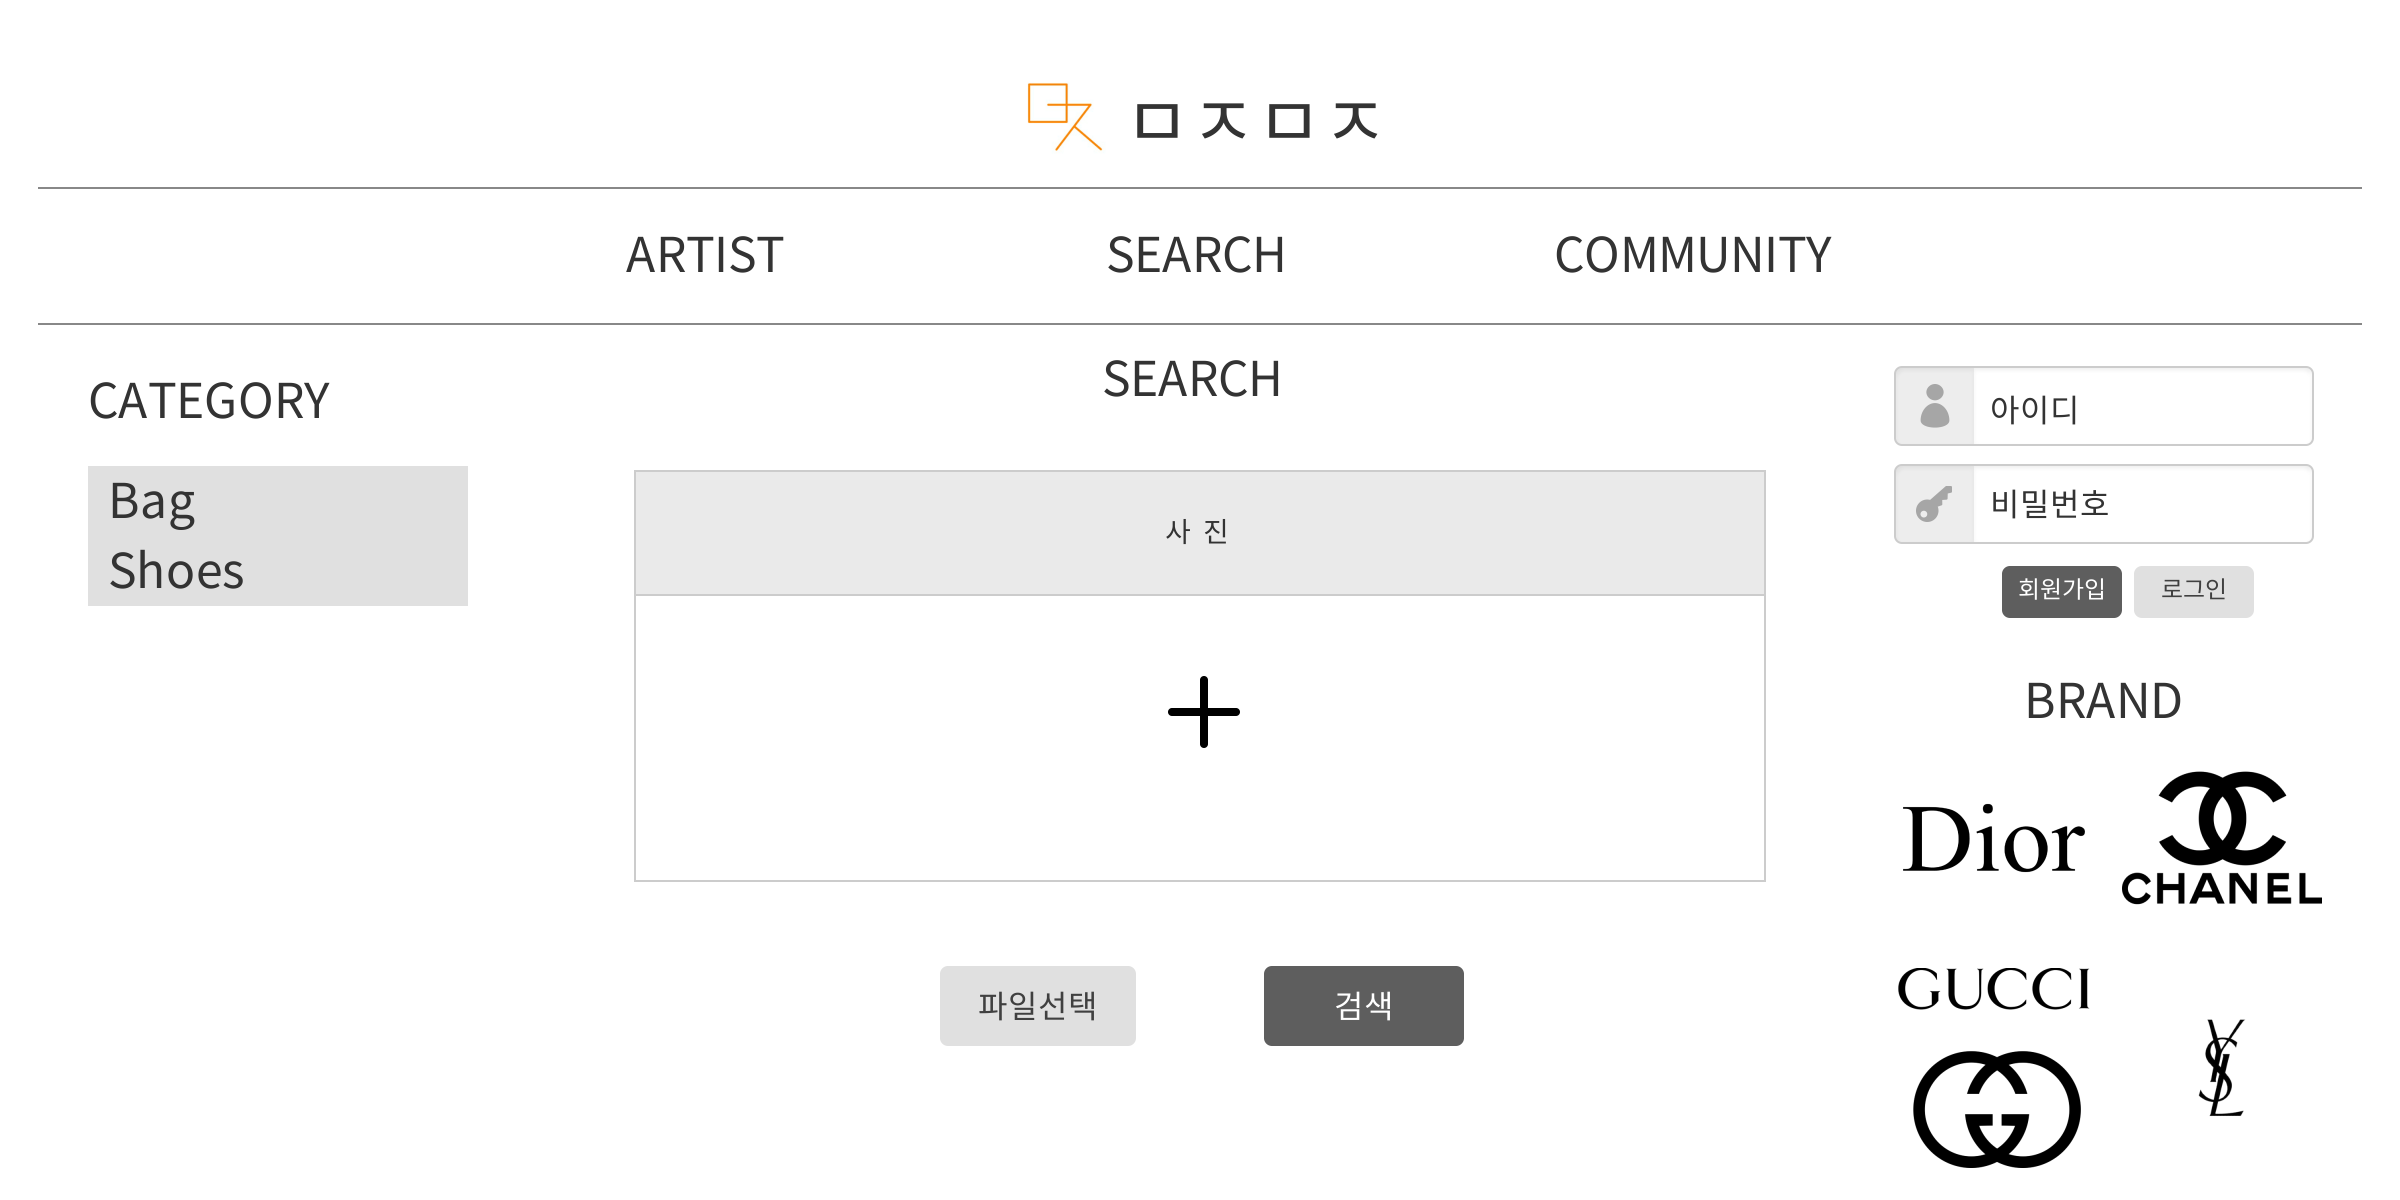 ㅁㅈㅁㅈ
ARTIST
SEARCH
COMMUNITY
CATEGORY
Bag
Shoes
SEARCH
사 진
파일선택
검색
아이디
비밀번호
회원가입
로그인
BRAND
Dior
CHANEL
GUCCI
YSL